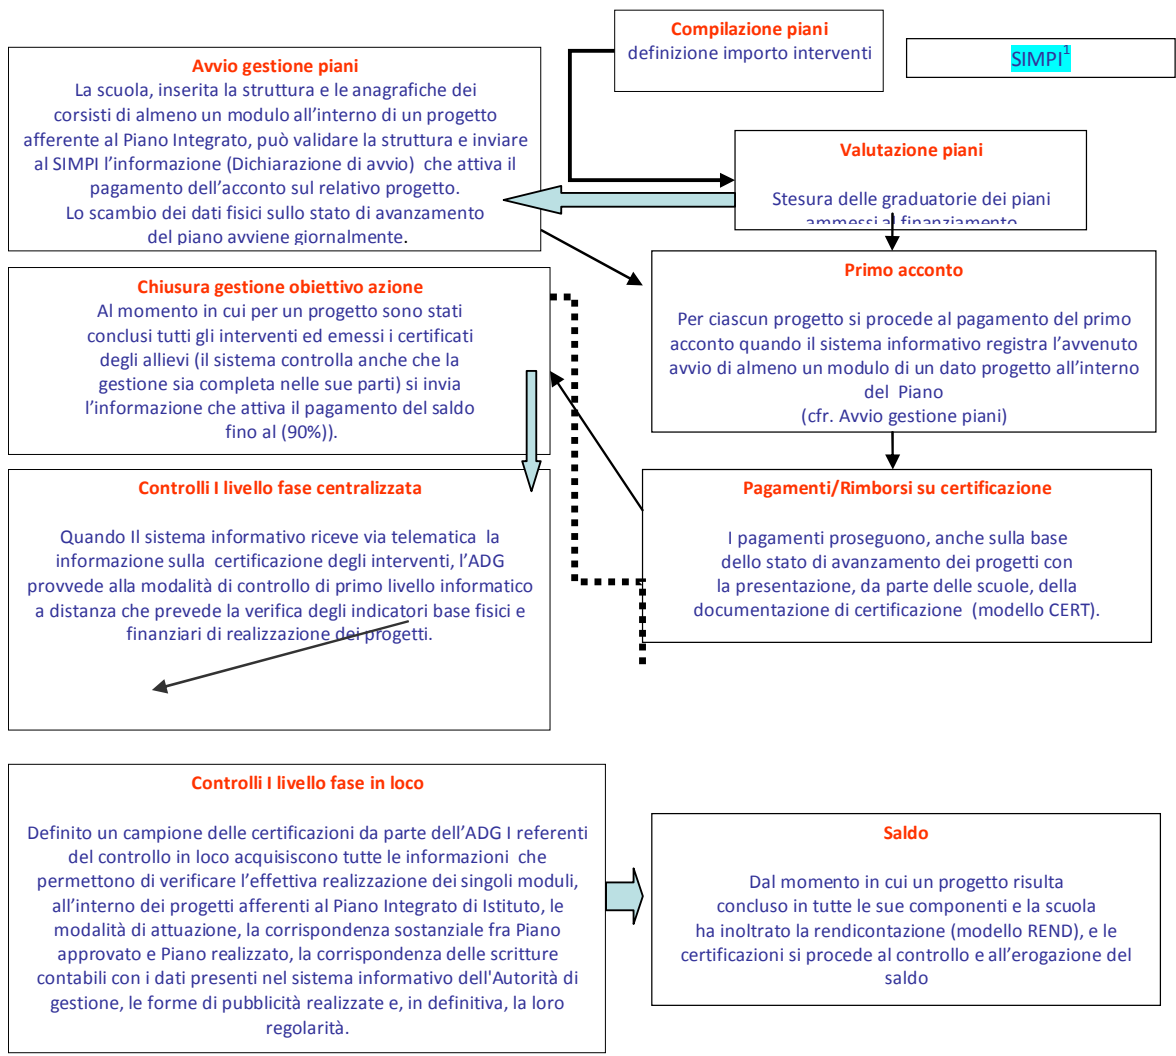 Compilazione piani
definizione importo interventi
SIMPI1
Avvio gestione piani
La scuola, inserita la struttura e le anagrafiche dei
corsisti di almeno un modulo all’interno di un progetto
afferente al Piano Integrato, può validare la struttura e inviare
al SIMPI l’informazione (Dichiarazione di avvio) che attiva il
pagamento dell’acconto sul relativo progetto.
Lo scambio dei dati fisici sullo stato di avanzamento
del piano avviene giornalmente.
Valutazione piani
Stesura delle graduatorie dei piani
ammessi al finanziamento
Primo acconto
Per ciascun progetto si procede al pagamento del primo
acconto quando il sistema informativo registra l’avvenuto
avvio di almeno un modulo di un dato progetto all’interno
del Piano
(cfr. Avvio gestione piani)
Chiusura gestione obiettivo azione
Al momento in cui per un progetto sono stati
conclusi tutti gli interventi ed emessi i certificati
degli allievi (il sistema controlla anche che la
gestione sia completa nelle sue parti) si invia
l’informazione che attiva il pagamento del saldo
fino al (90%)).
Controlli I livello fase centralizzata
Quando Il sistema informativo riceve via telematica la
informazione sulla certificazione degli interventi, l’ADG
provvede alla modalità di controllo di primo livello informatico
a distanza che prevede la verifica degli indicatori base fisici e
finanziari di realizzazione dei progetti.
Pagamenti/Rimborsi su certificazione
I pagamenti proseguono, anche sulla base
dello stato di avanzamento dei progetti con
la presentazione, da parte delle scuole, della
documentazione di certificazione (modello CERT).
Controlli I livello fase in loco
Definito un campione delle certificazioni da parte dell’ADG I referenti
del controllo in loco acquisiscono tutte le informazioni che
permettono di verificare l’effettiva realizzazione dei singoli moduli,
all’interno dei progetti afferenti al Piano Integrato di Istituto, le
modalità di attuazione, la corrispondenza sostanziale fra Piano
approvato e Piano realizzato, la corrispondenza delle scritture
contabili con i dati presenti nel sistema informativo dell'Autorità di
gestione, le forme di pubblicità realizzate e, in definitiva, la loro
regolarità.
Saldo
Dal momento in cui un progetto risulta
concluso in tutte le sue componenti e la scuola
ha inoltrato la rendicontazione (modello REND), e le
certificazioni si procede al controllo e all’erogazione del
saldo